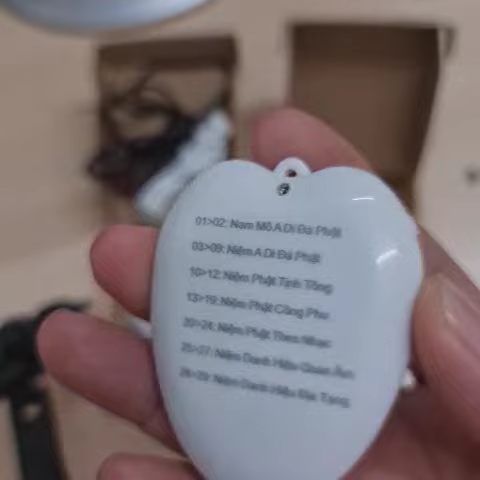 01>02: Nam Mô A Di Đà Phật
03>09: Niệm A Di Đà Phật
10>12: Niệm Phật Tịnh Tông
13>19: Niệm Phật Công Phu
20>24: Niệm Phật Theo Nhạc
25>27: Niệm Danh Hiệu Quan Âm
28>29: Niệm Danh Hiệu Địa Tạng